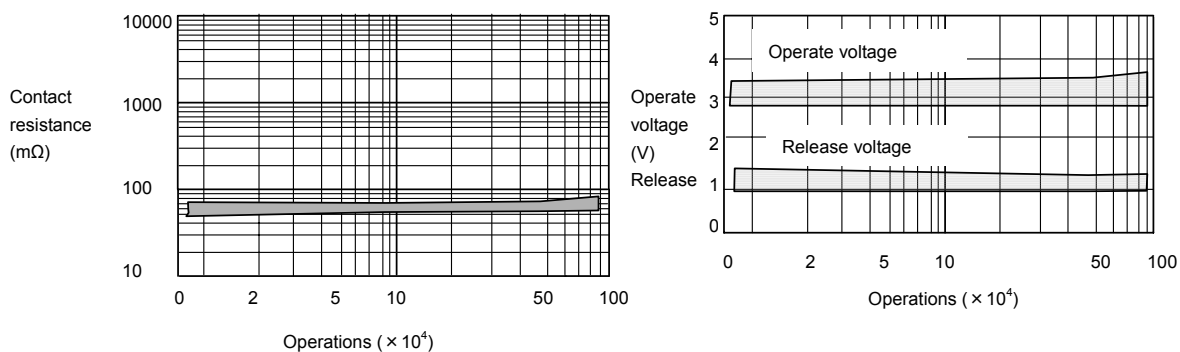 10000
1000
100
10
Contact
resistance
(mΩ)
0 2 5 10 50 100
Operations ( × 10⁴)
5
4
3
2
1
0
Operate
voltage
(V)
Release
Operate voltage
Release voltage
0 2 5 10 50 100
Operations ( × 10⁴)